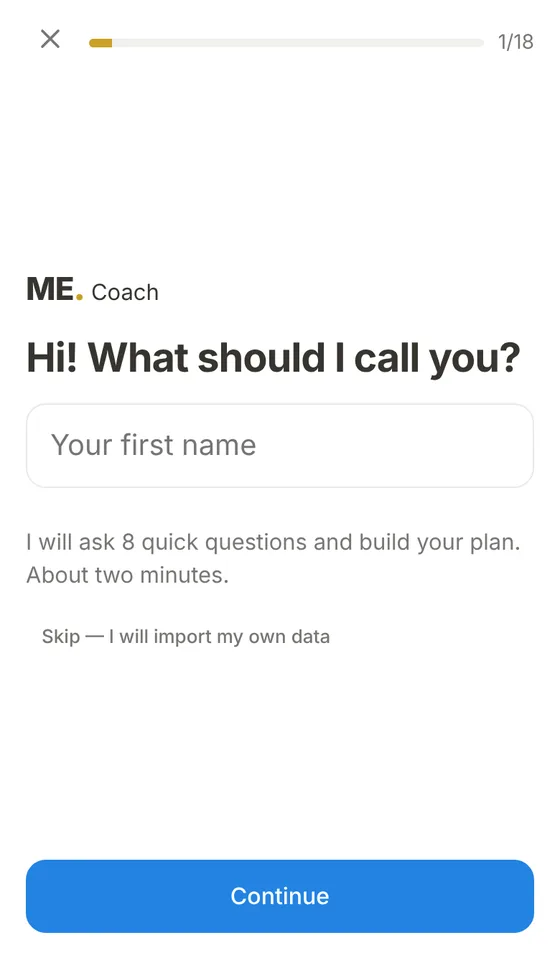 1/18
ME. Coach
Hi! What should I call you?
Your first name
I will ask 8 quick questions and build your plan.
About two minutes.
Skip — I will import my own data
Continue